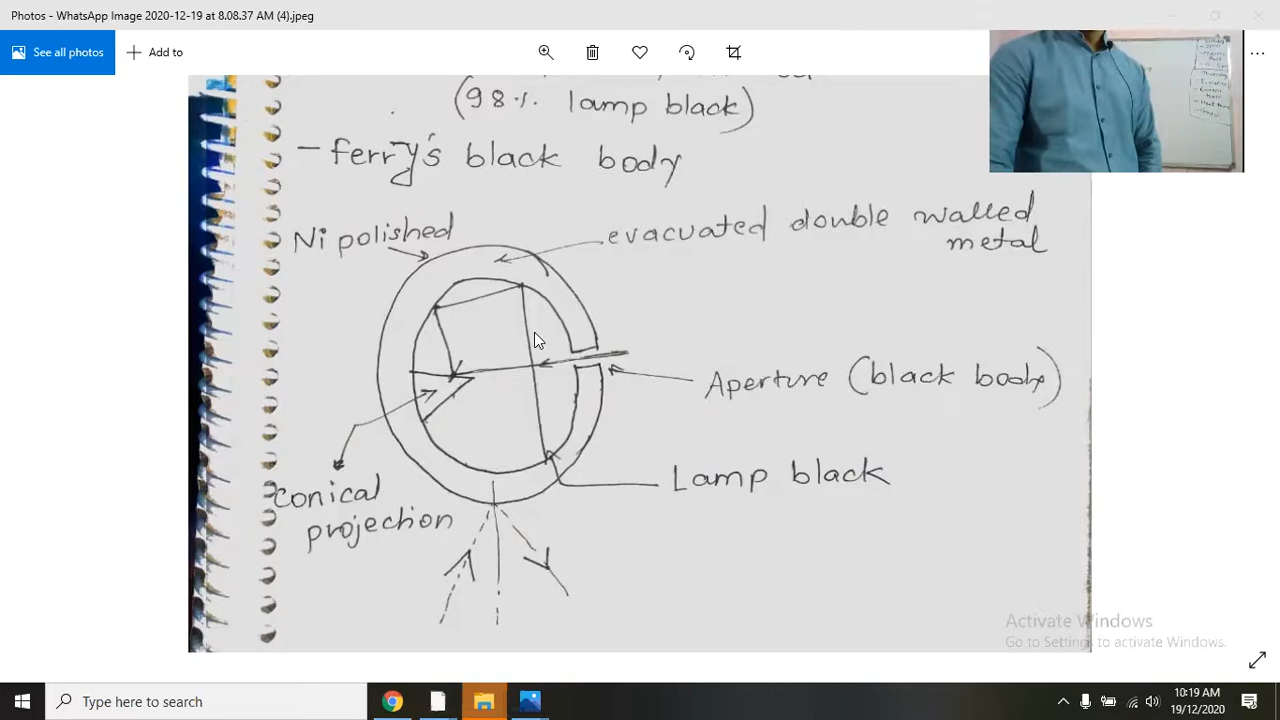 Photos - WhatsApp Image 2020-12-19 at 8.08.37 AM (4).jpeg
See all photos
Add to
(98%. lamp black)
- ferry's black body
Ni polished
evacuated double walled
metal
Aperture (black body)
Lamp black
Conical
projection
Activate Windows
Go to Settings to activate Windows.
Type here to search
10:19 AM
19/12/2020